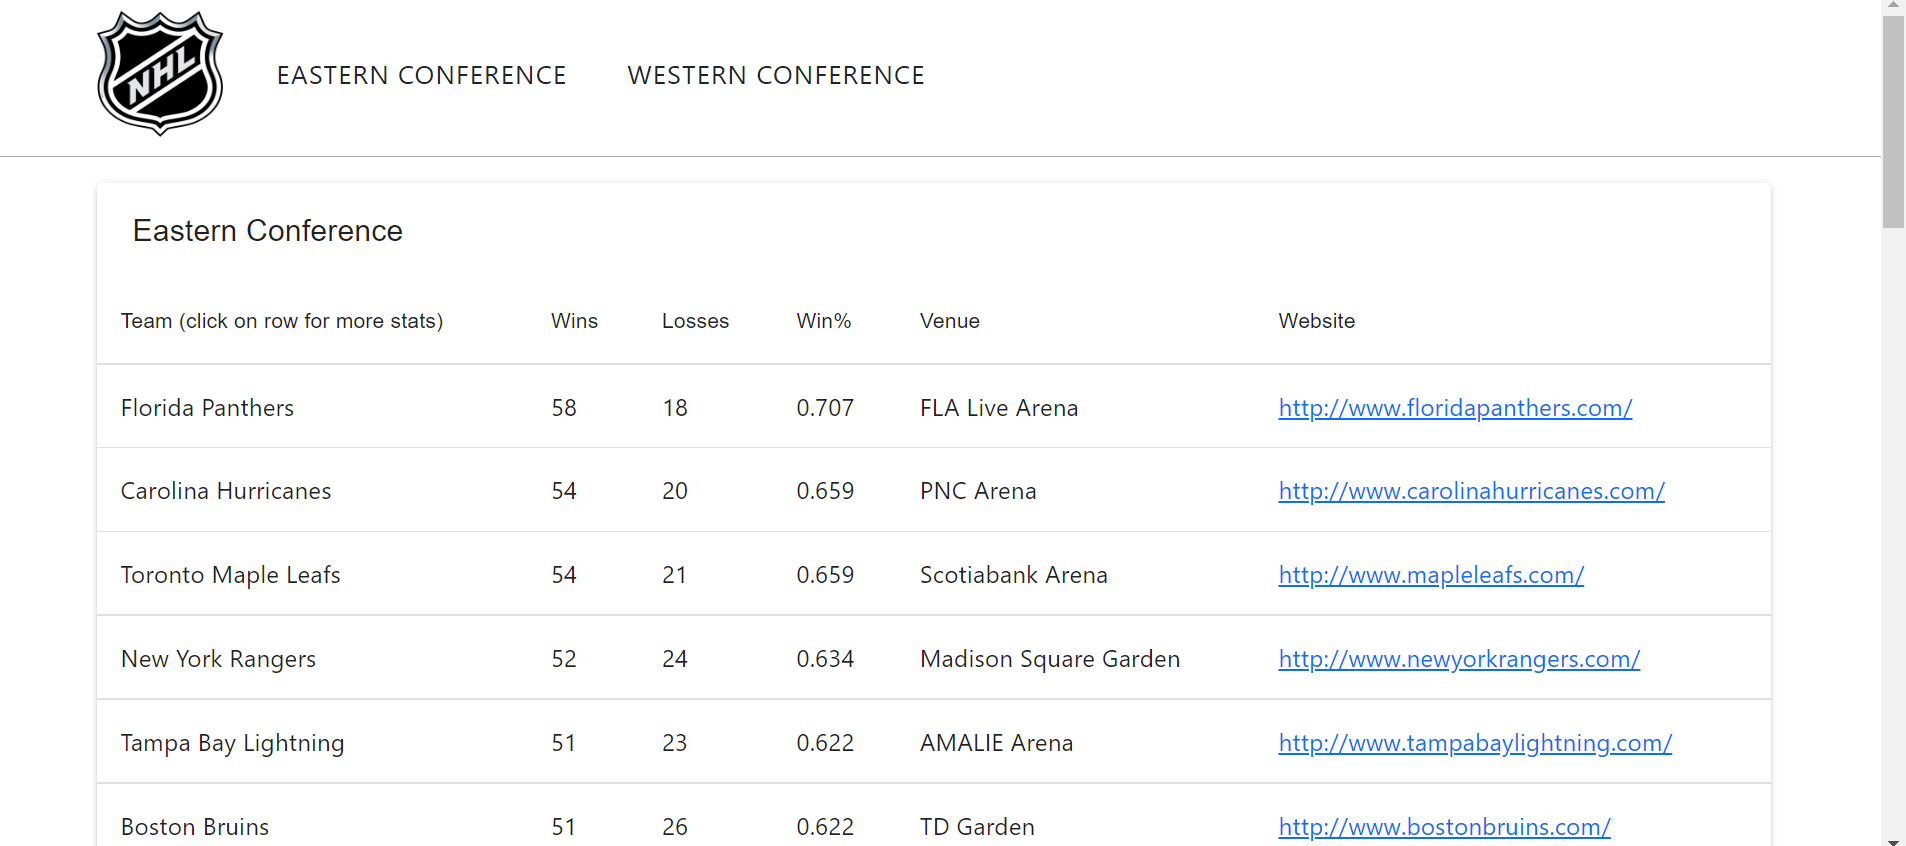 NHL
EASTERN CONFERENCE WESTERN CONFERENCE
Eastern Conference
Team (click on row for more stats) Wins Losses Win% Venue Website
Florida Panthers 58 18 0.707 FLA Live Arena http://www.floridapanthers.com/
Carolina Hurricanes 54 20 0.659 PNC Arena http://www.carolinahurricanes.com/
Toronto Maple Leafs 54 21 0.659 Scotiabank Arena http://www.mapleleafs.com/
New York Rangers 52 24 0.634 Madison Square Garden http://www.newyorkrangers.com/
Tampa Bay Lightning 51 23 0.622 AMALIE Arena http://www.tampabaylightning.com/
Boston Bruins 51 26 0.622 TD Garden http://www.bostonbruins.com/